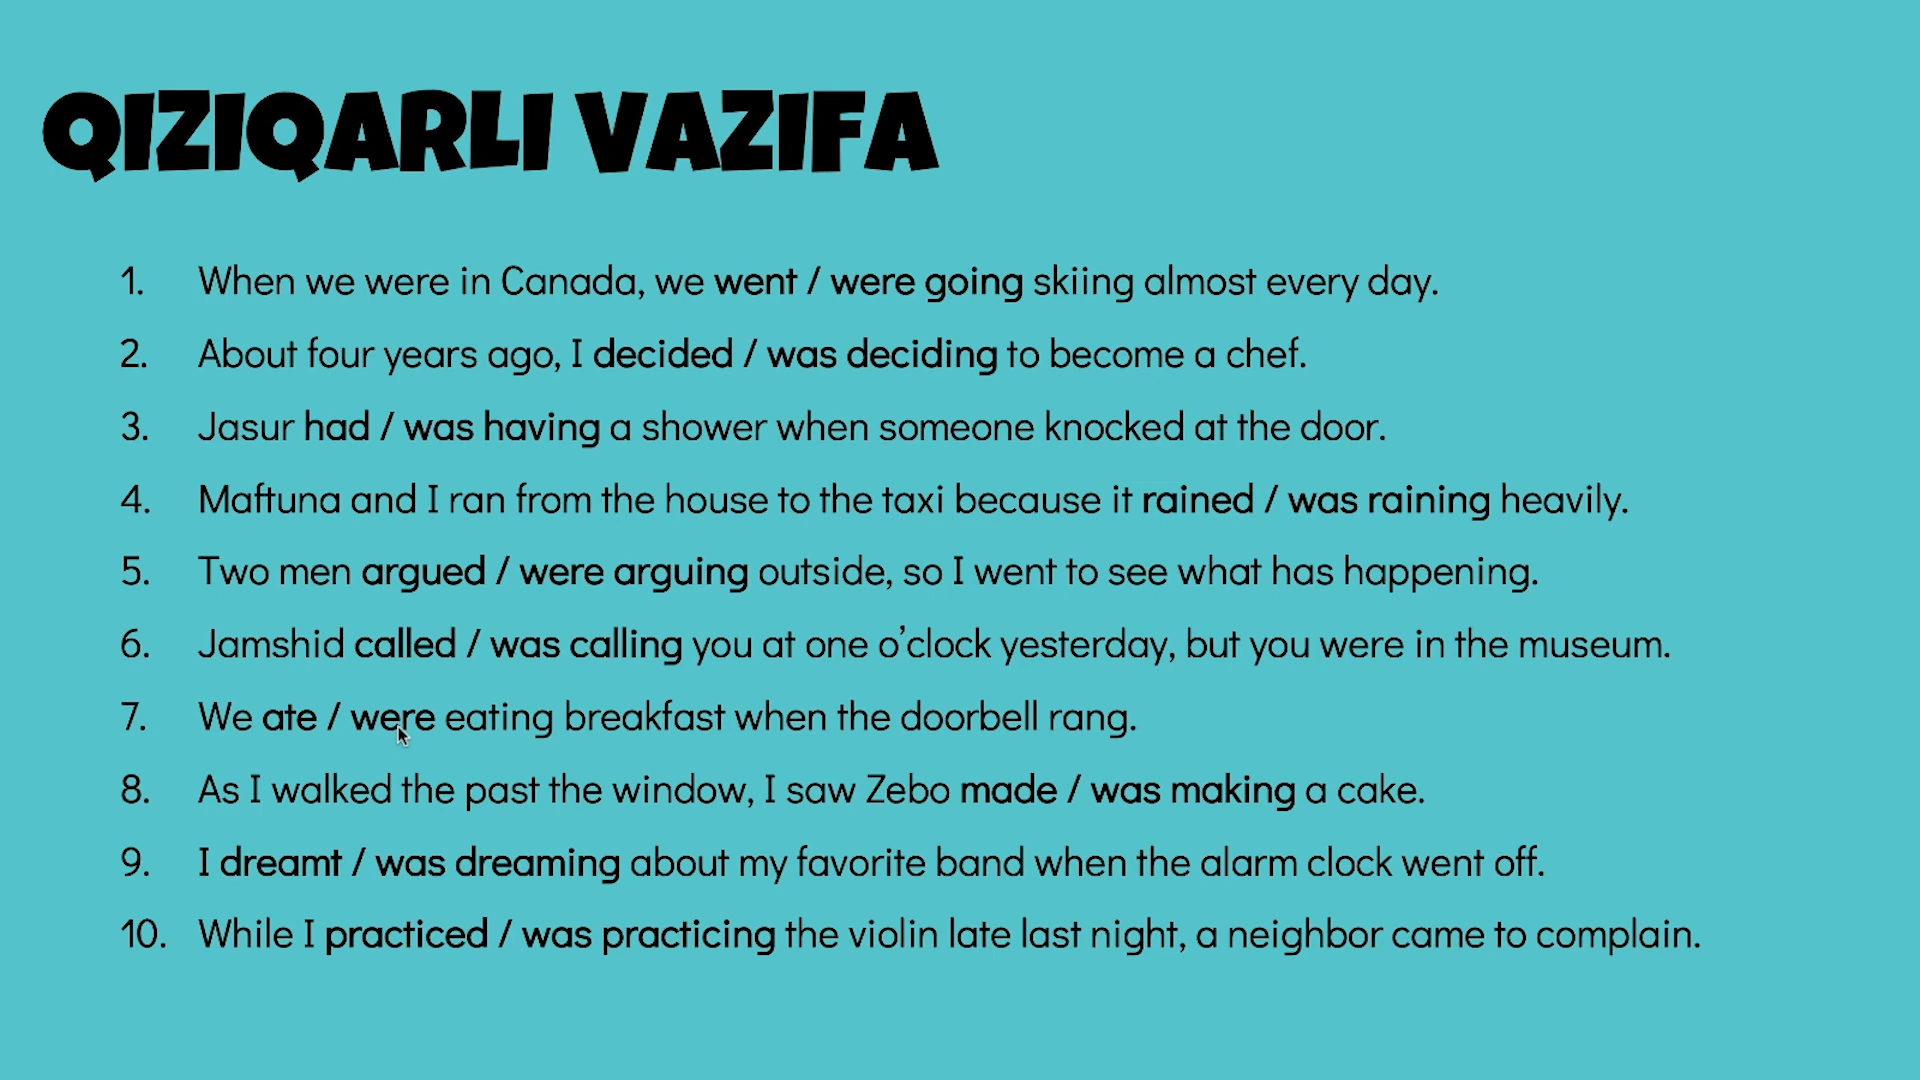 QIZIQARLI VAZIFA
1. When we were in Canada, we went / were going skiing almost every day.
2. About four years ago, I decided / was deciding to become a chef.
3. Jasur had / was having a shower when someone knocked at the door.
4. Maftuna and I ran from the house to the taxi because it rained / was raining heavily.
5. Two men argued / were arguing outside, so I went to see what has happening.
6. Jamshid called / was calling you at one o’clock yesterday, but you were in the museum.
7. We ate / were eating breakfast when the doorbell rang.
8. As I walked the past the window, I saw Zebo made / was making a cake.
9. I dreamt / was dreaming about my favorite band when the alarm clock went off.
10. While I practiced / was practicing the violin late last night, a neighbor came to complain.